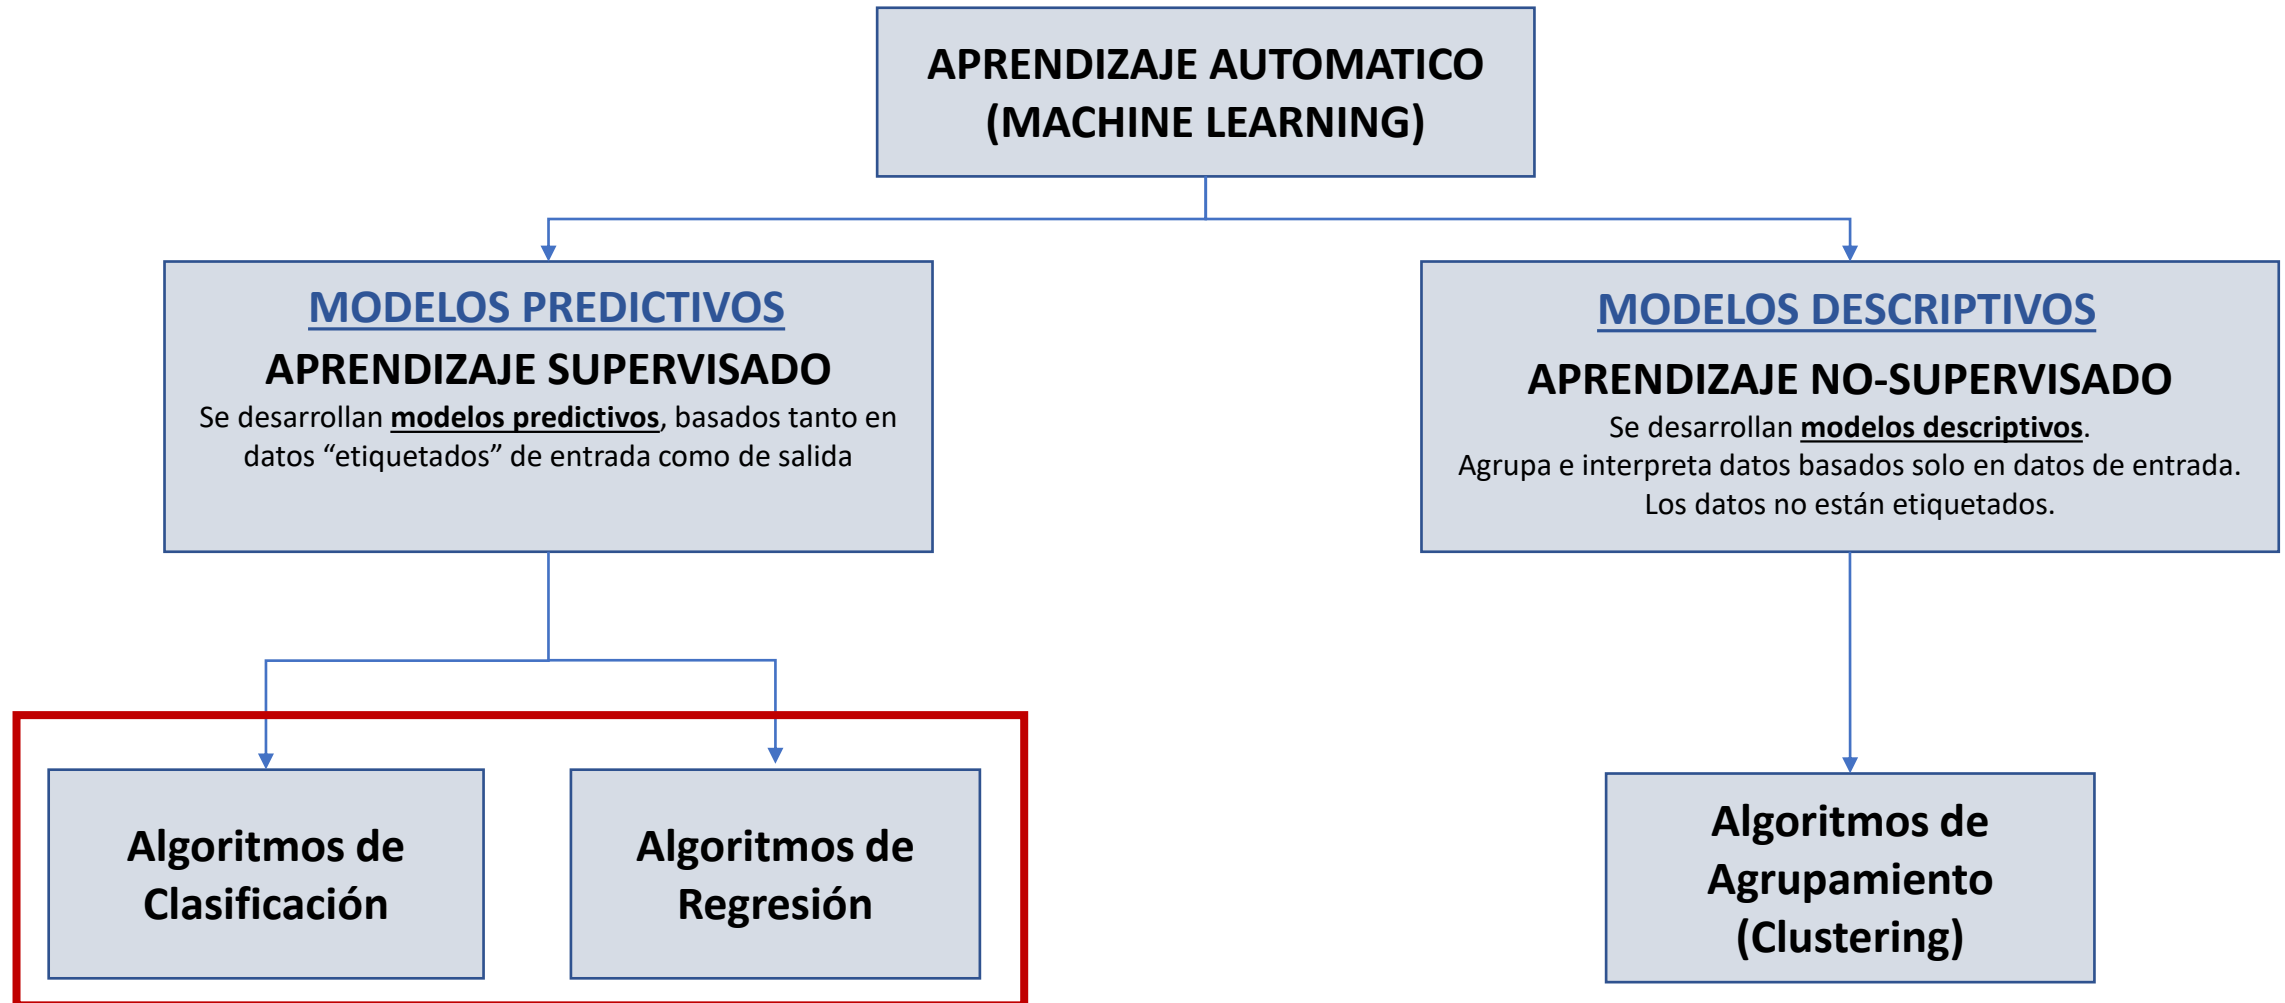 APRENDIZAJE AUTOMATICO
(MACHINE LEARNING)
MODELOS PREDICTIVOS
APRENDIZAJE SUPERVISADO
Se desarrollan modelos predictivos, basados tanto en
datos “etiquetados” de entrada como de salida
MODELOS DESCRIPTIVOS
APRENDIZAJE NO-SUPERVISADO
Se desarrollan modelos descriptivos.
Agrupa e interpreta datos basados solo en datos de entrada.
Los datos no están etiquetados.
Algoritmos de
Clasificación
Algoritmos de
Regresión
Algoritmos de
Agrupamiento
(Clustering)